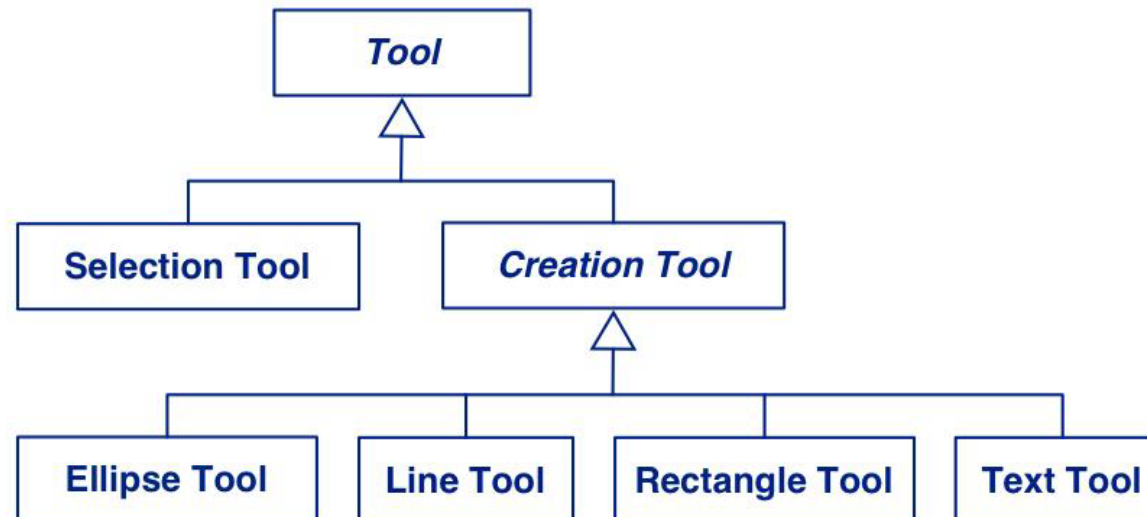 Tool
Selection Tool
Creation Tool
Ellipse Tool
Line Tool
Rectangle Tool
Text Tool